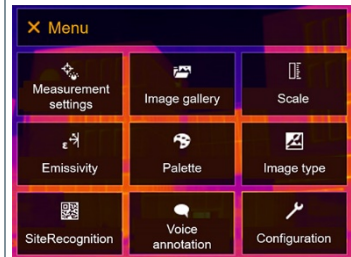 Menu
Measurement
settings
Image gallery
Scale
Emissivity
Palette
Image type
SiteRecognition
Voice
annotation
Configuration